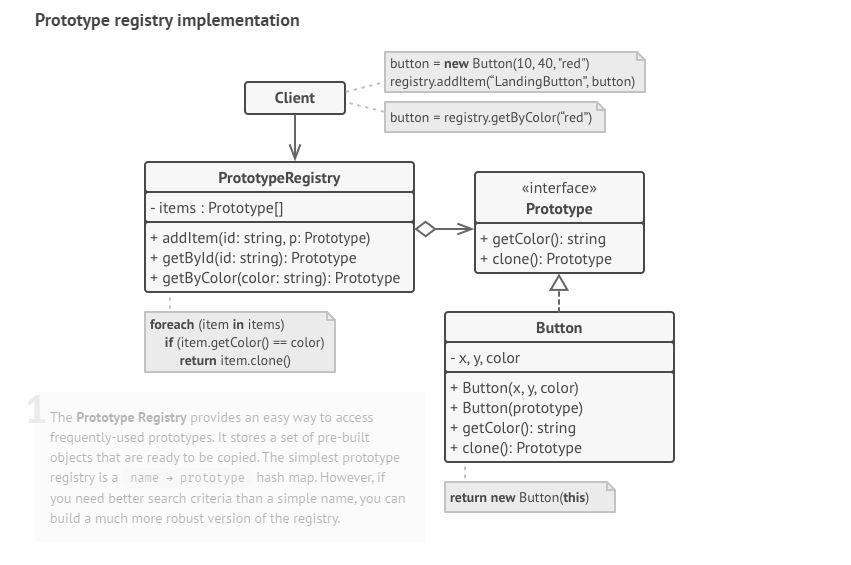 Prototype registry implementation
button = new Button(10, 40, "red")
registry.addItem(“LandingButton”, button)
Client
button = registry.getByColor(“red”)
PrototypeRegistry
- items : Prototype[]
+ addItem(id: string, p: Prototype)
+ getById(id: string): Prototype
+ getByColor(color: string): Prototype
«interface»
Prototype
+ getColor(): string
+ clone(): Prototype
foreach (item in items)
if (item.getColor() == color)
return item.clone()
Button
- x, y, color
+ Button(x, y, color)
+ Button(prototype)
+ getColor(): string
+ clone(): Prototype
return new Button(this)
1
The Prototype Registry provides an easy way to access
frequently-used prototypes. It stores a set of pre-built
objects that are ready to be copied. The simplest prototype
registry is a name → prototype hash map. However, if
you need better search criteria than a simple name, you can
build a much more robust version of the registry.